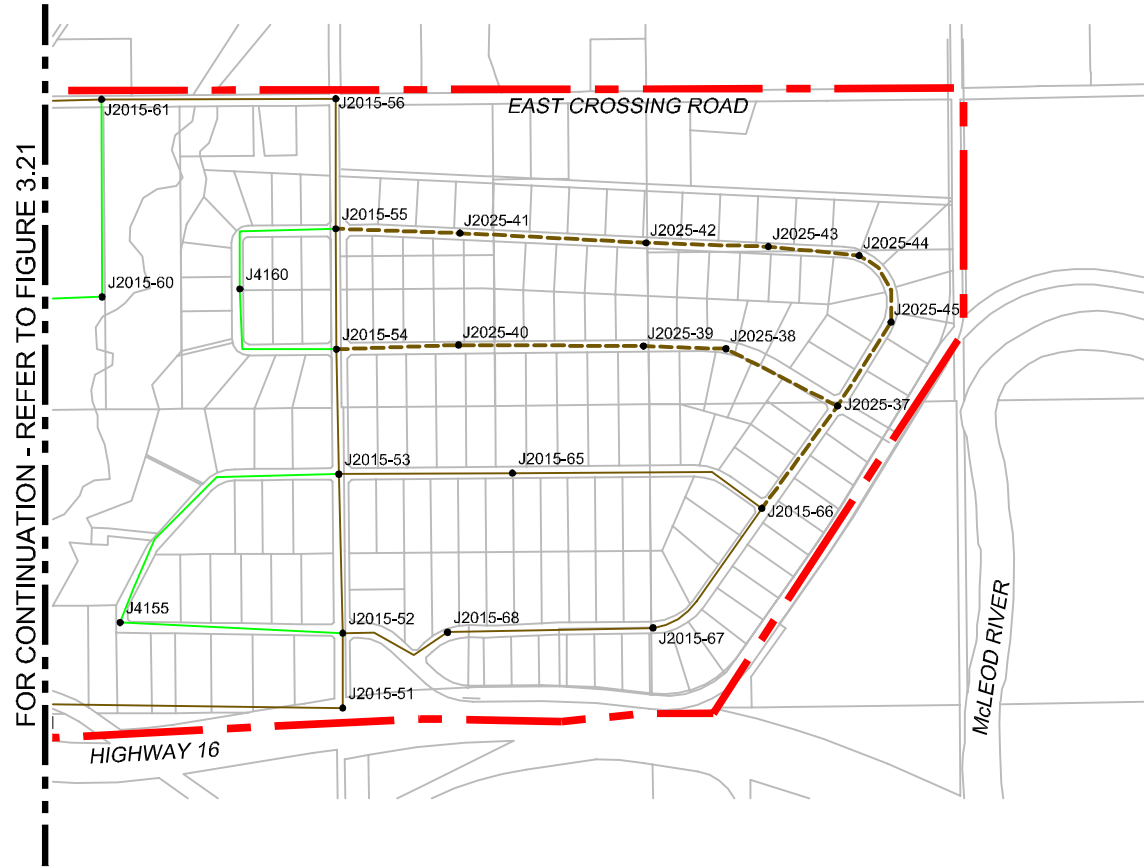 FOR CONTINUATION - REFER TO FIGURE 3.21
J2015-61
J2015-56
EAST CROSSING ROAD
J2015-55
J2025-41
J2025-42
J2025-43
J2025-44
J4160
J2015-60
J2025-45
J2015-54
J2025-40
J2025-39
J2025-38
J2025-37
J2015-53
J2015-65
J2015-66
J4155
J2015-52
J2015-68
J2015-67
McLEOD RIVER
J2015-51
HIGHWAY 16